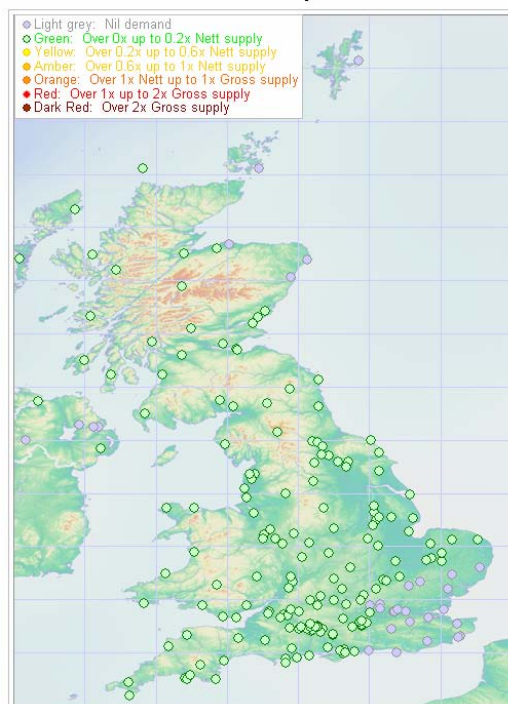 Light grey: Nil demand
Green: Over 0x up to 0.2x Nett supply
Yellow: Over 0.2x up to 0.6x Nett supply
Amber: Over 0.6x up to 1x Nett supply
Orange: Over 1x Nett up to 1x Gross supply
Red: Over 1x up to 2x Gross supply
Dark Red: Over 2x Gross supply